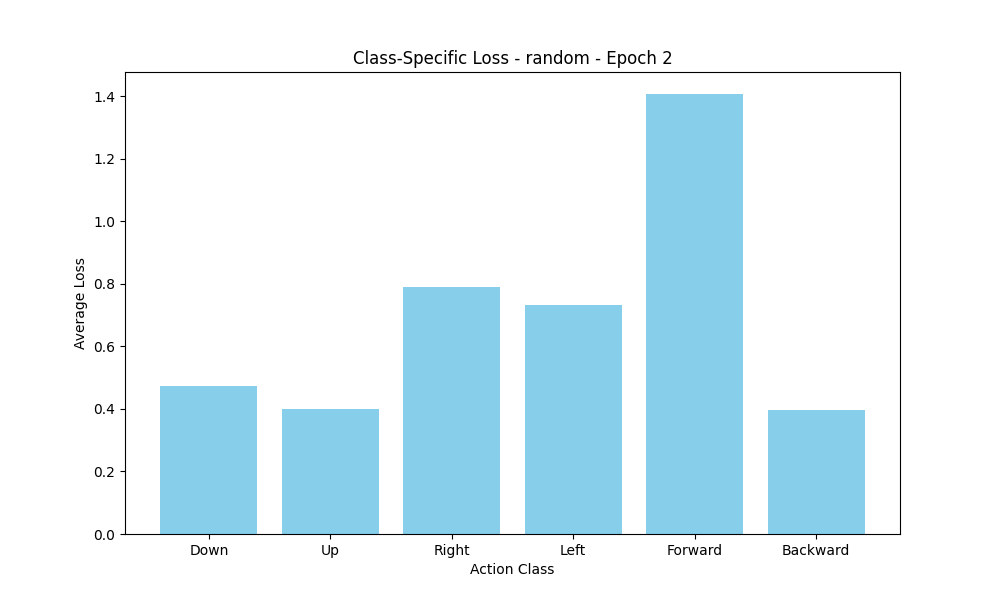 Class-Specific Loss - random - Epoch 2
Average Loss
1.4
1.2
1.0
0.8
0.6
0.4
0.2
0.0
Down Up Right Left Forward Backward
Action Class